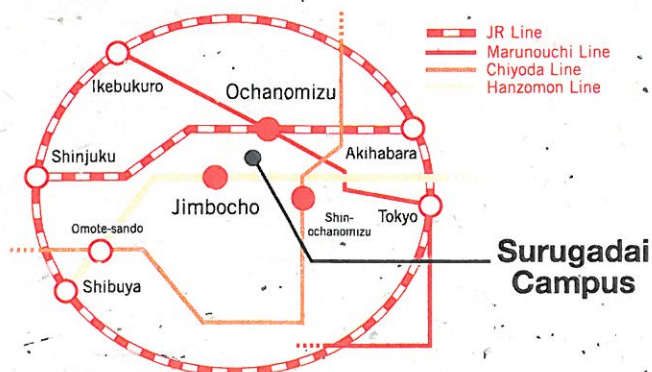 JR Line
Marunouchi Line
Chiyoda Line
Hanzomon Line
Ikebukuro
Ochanomizu
Akihabara
Shinjuku
Jimbocho
Shin-
ochanomizu
Tokyo
Omote-sando
Shibuya
Surugadai
Campus